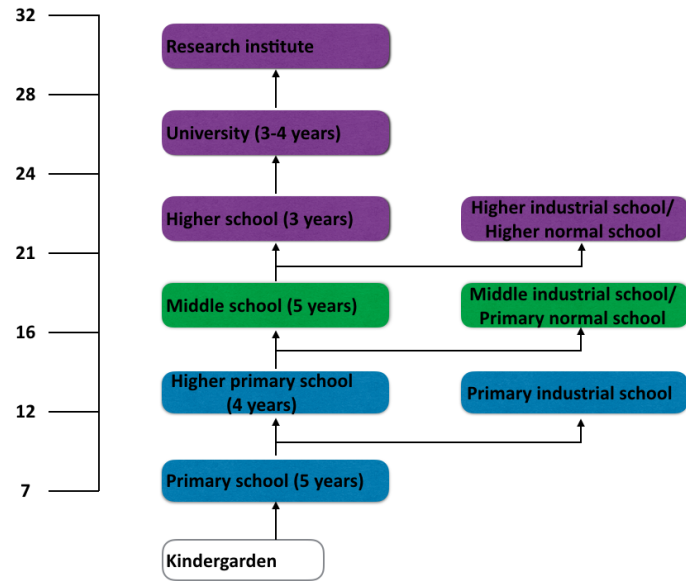 32
Research institute
28
University (3-4 years)
24
Higher school (3 years)
Higher industrial school/
Higher normal school
21
Middle school (5 years)
Middle industrial school/
Primary normal school
16
Higher primary school
(4 years)
Primary industrial school
12
Primary school (5 years)
7
Kindergarden